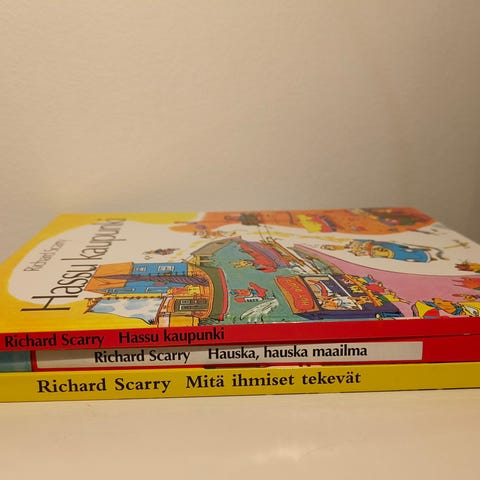 Richard Scarry
Hassu kaupunki
Richard Scarry Hassu kaupunki
Richard Scarry Hauska, hauska maailma
Richard Scarry Mitä ihmiset tekevät